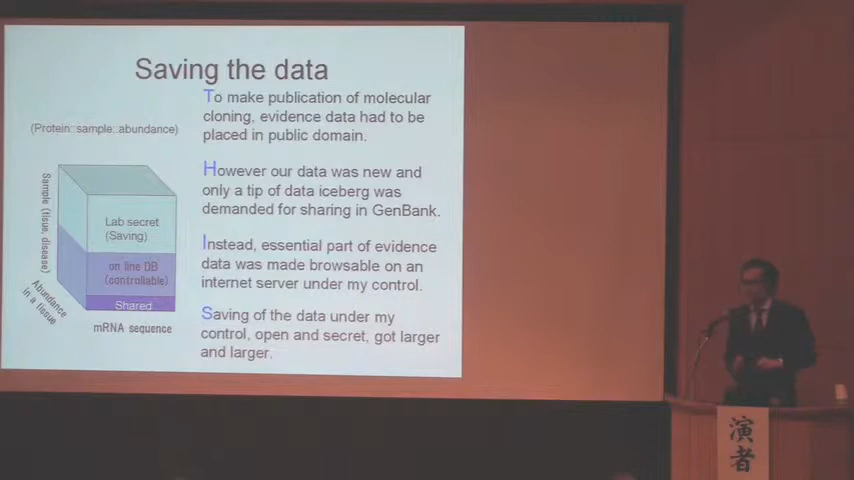 Saving the data
To make publication of molecular
cloning, evidence data had to be
placed in public domain.
However our data was new and
only a tip of data iceberg was
demanded for sharing in GenBank.
Instead, essential part of evidence
data was made browsable on an
internet server under my control.
Saving of the data under my
control, open and secret, got larger
and larger.
(Protein::sample::abundance)
Sample (tissue, disease)
Lab secret
(Saving)
on line DB
(controllable)
Shared
Abundance
in a tissue
mRNA sequence
演者